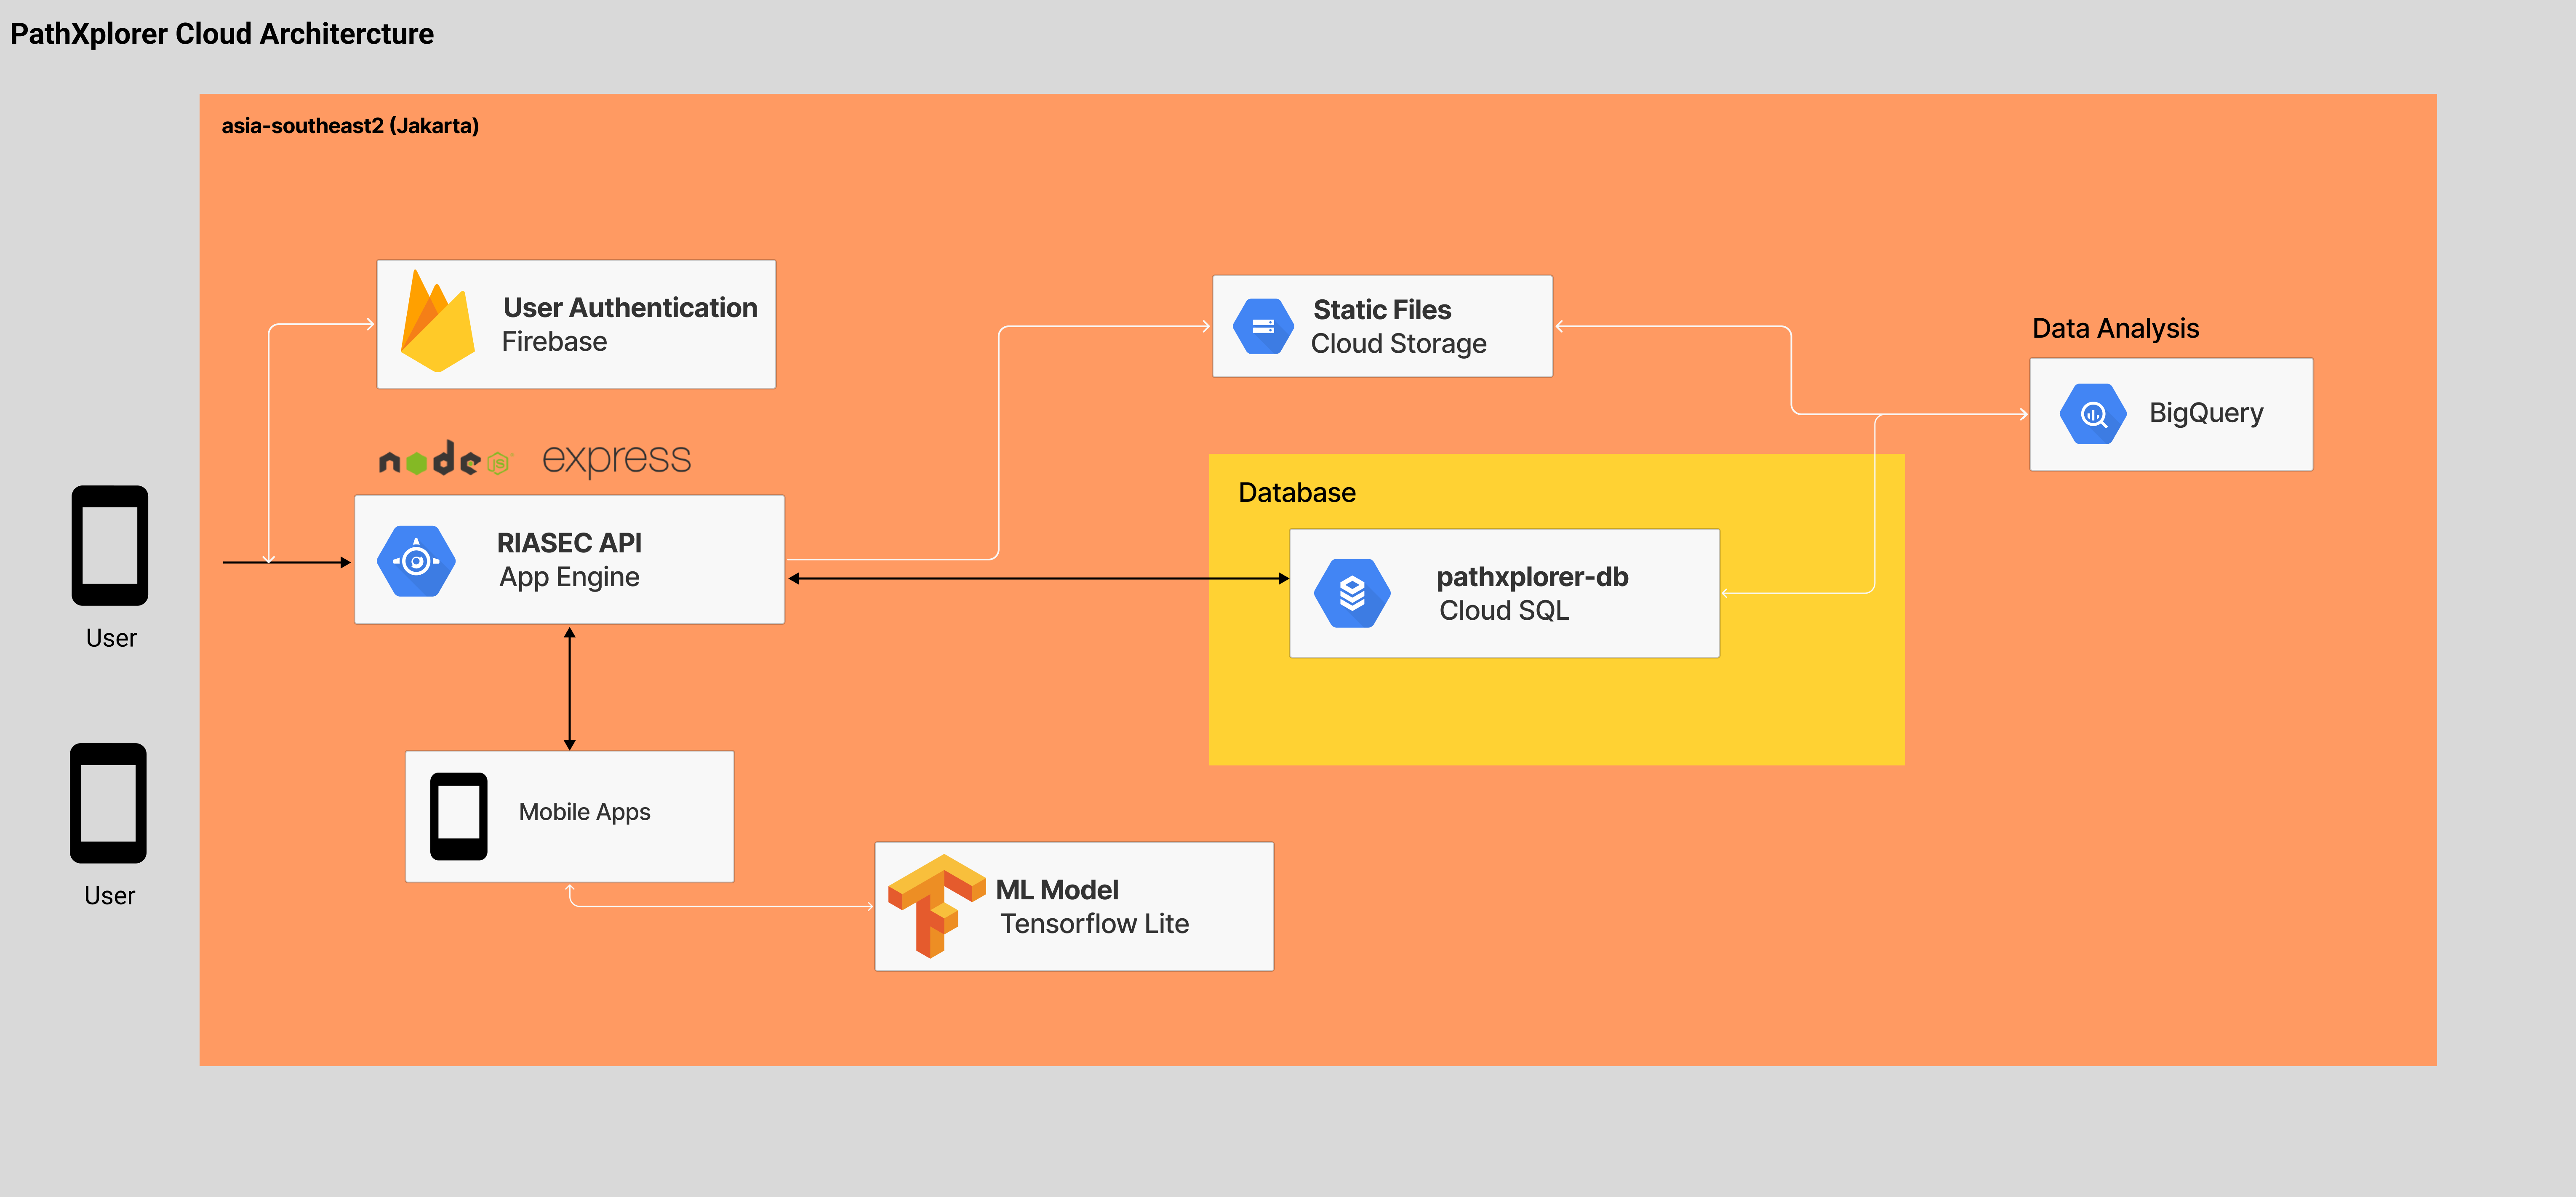 PathXplorer Cloud Architercture
asia-southeast2 (Jakarta)
User Authentication
Firebase
node JS
express
RIASEC API
App Engine
User
User
Mobile Apps
ML Model
Tensorflow Lite
Static Files
Cloud Storage
Database
pathxplorer-db
Cloud SQL
Data Analysis
BigQuery